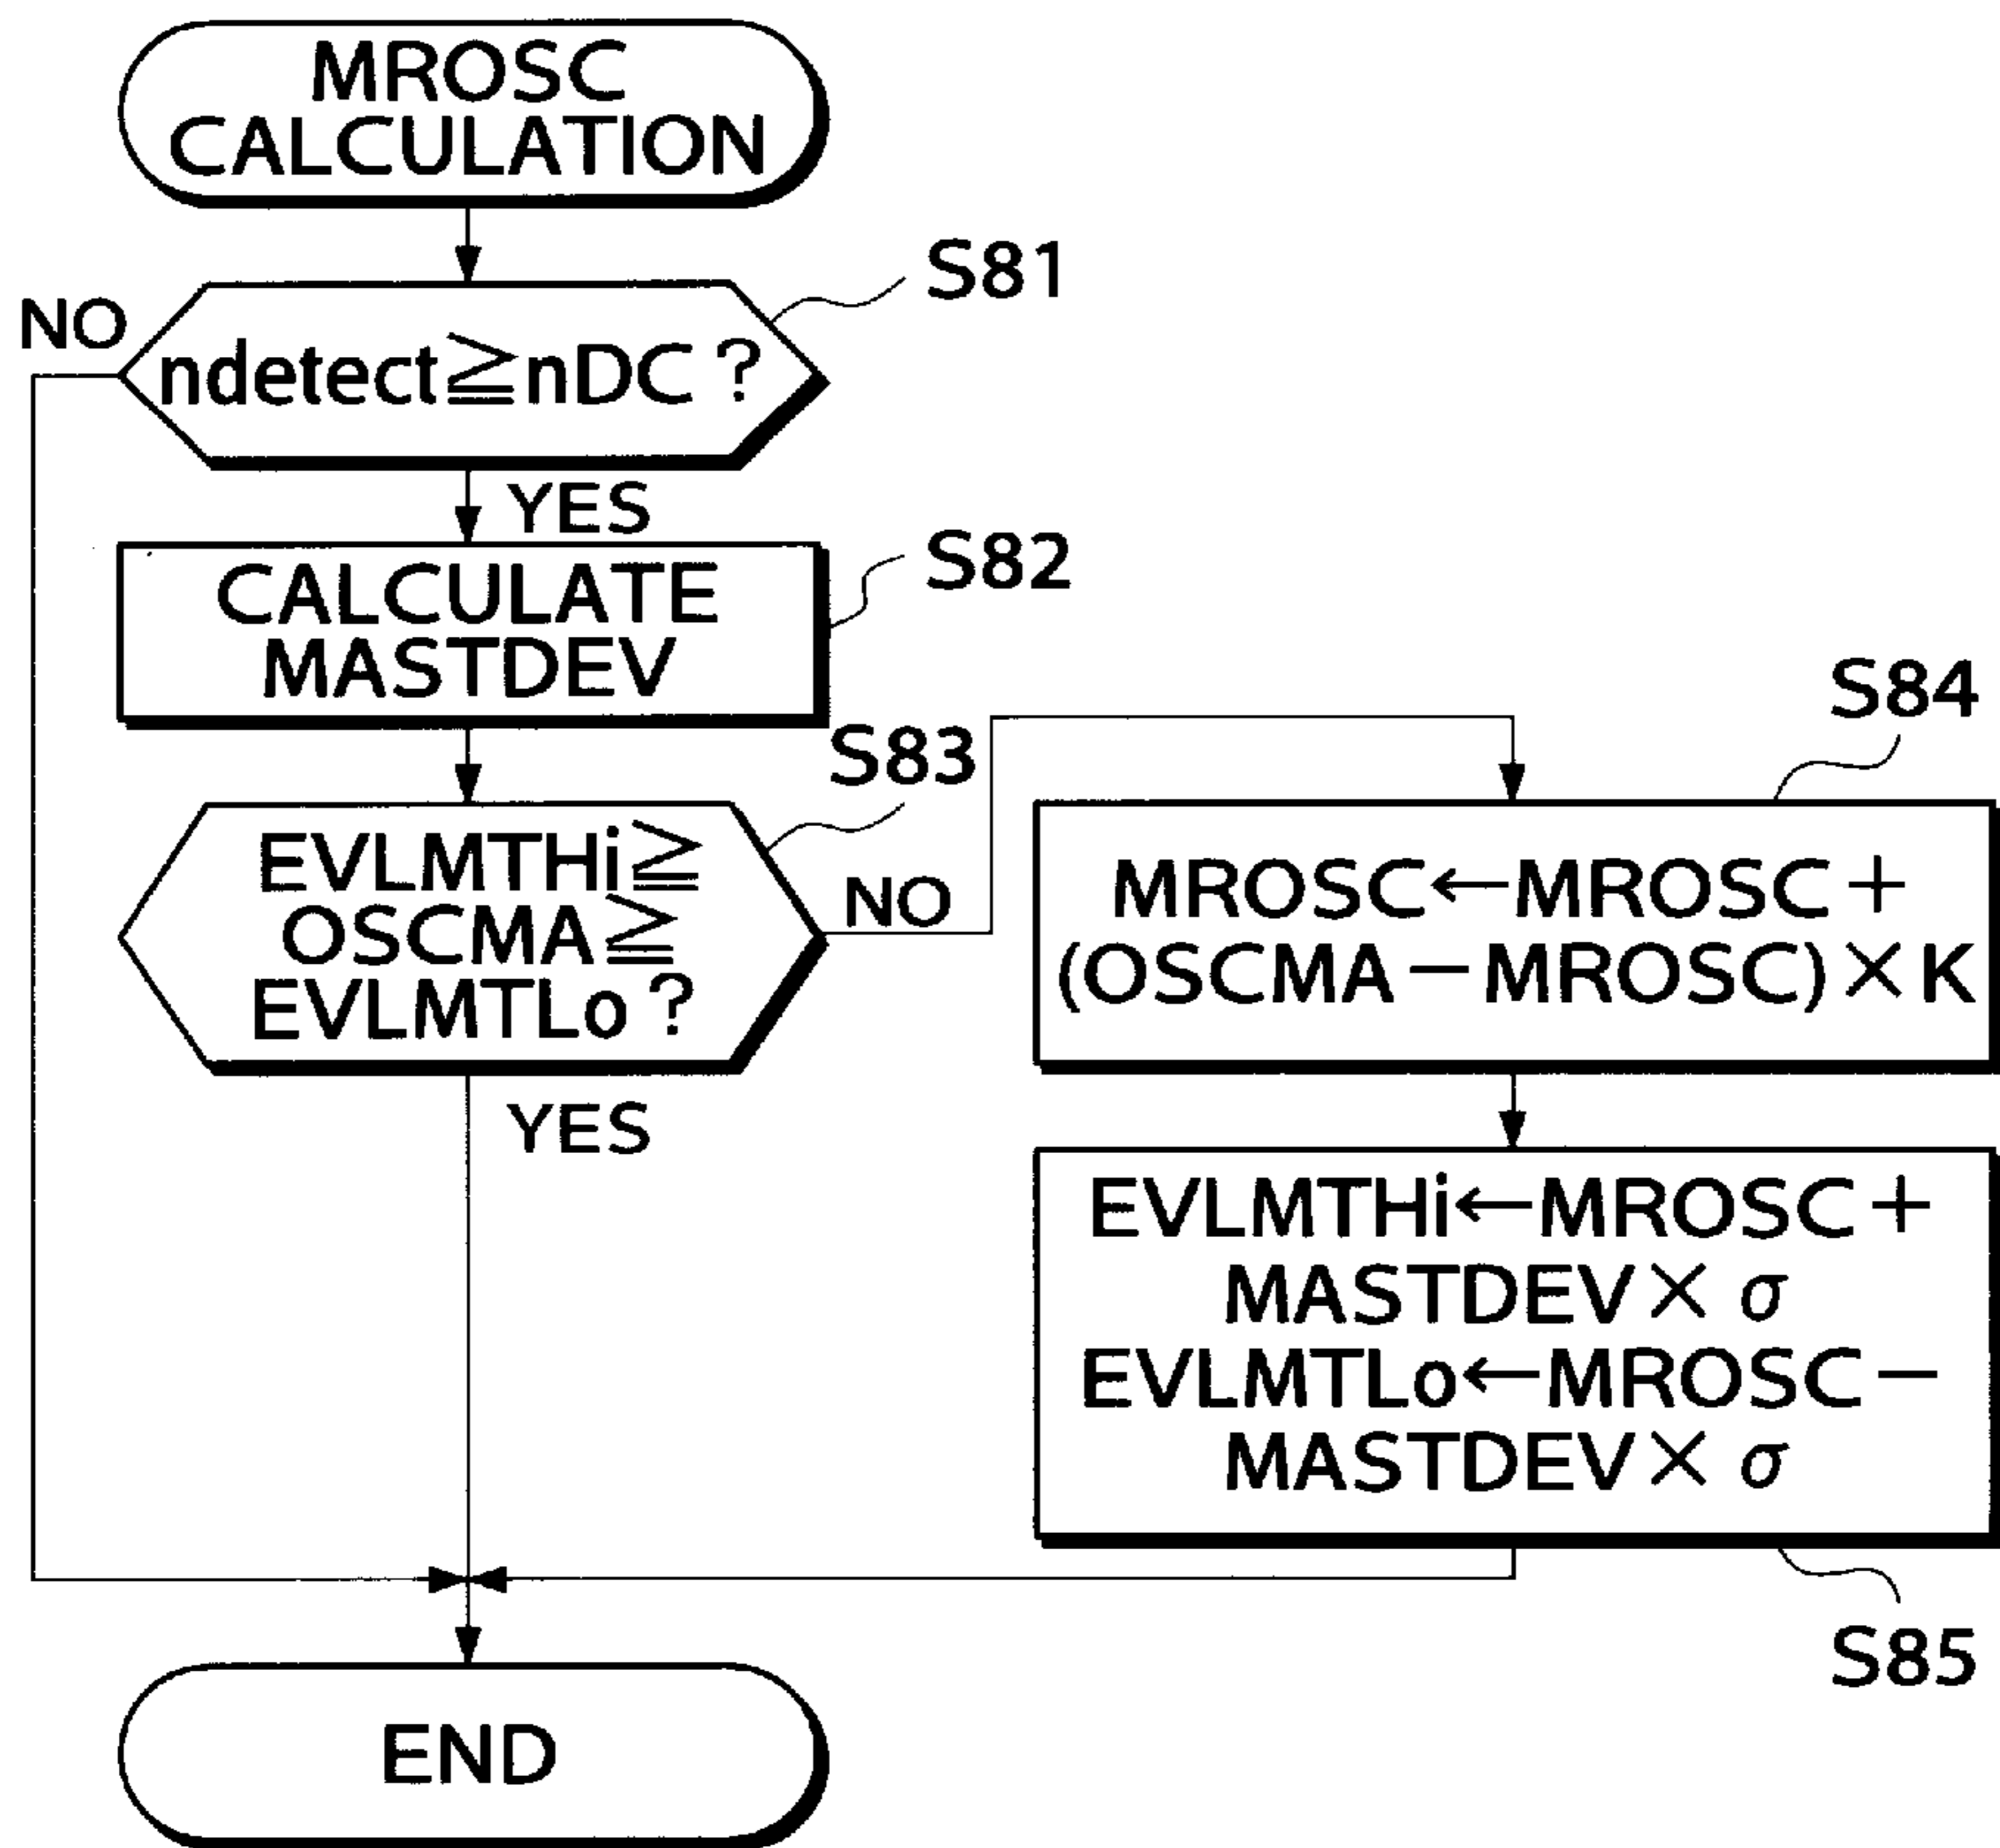 MROSC
CALCULATION
S81
NO
ndetect≧nDC ?
YES
S82
CALCULATE
MASTDEV
S83
EVLMTHi≧
OSCMA≧
EVLMTLo ?
NO
YES
S84
MROSC←MROSC+
(OSCMA−MROSC)×K
EVLMTHi←MROSC+
MASTDEV× σ
EVLMTLo←MROSC−
MASTDEV× σ
S85
END